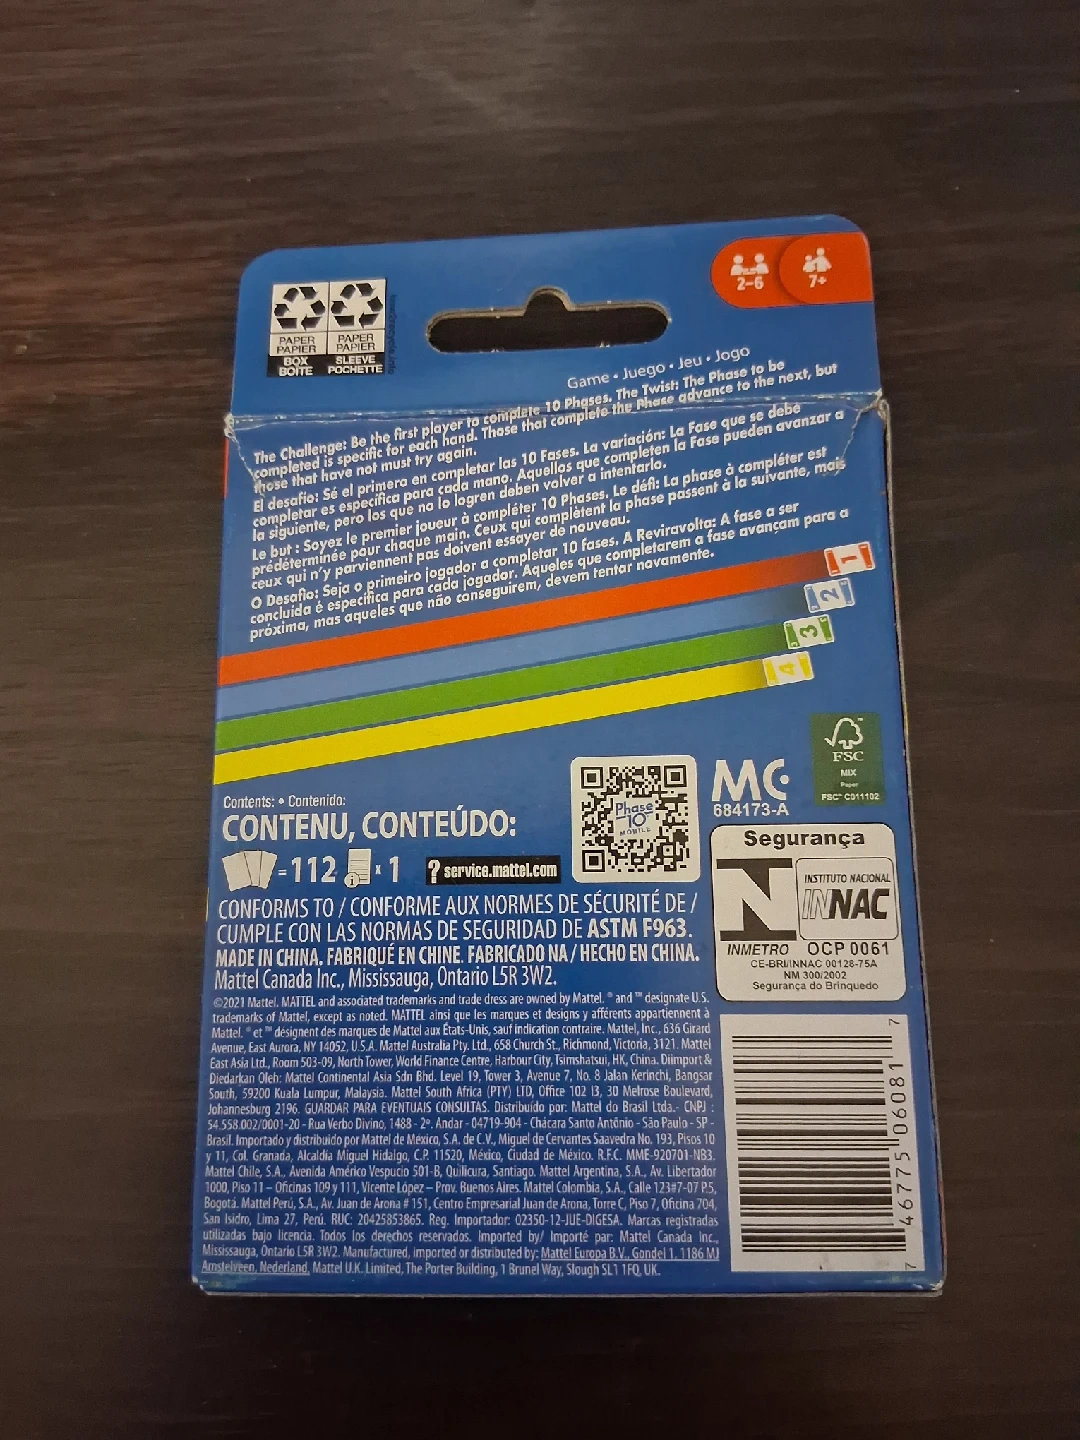 2-6
7+
PAPER
PAPIER
BOX
BOÎTE
PAPER
PAPIER
SLEEVE
POCHETTE
Game • Juego • Jeu • Jogo
The Challenge: Be the first player to complete 10 Phases. The Twist: The Phase to be
completed is specific for each hand. Those that complete the Phase advance to the next, but
those that have not must try again.
El desafío: Sé el primero en completar las 10 Fases. La variación: La Fase que se debe
completar es específica para cada mano. Aquellos que completen la Fase pueden avanzar a
la siguiente, pero los que no lo logren deben volver a intentarlo.
Le but : Soyez le premier joueur à compléter 10 Phases. Le défi: La phase à compléter est
prédéterminée pour chaque main. Ceux qui complètent la phase passent à la suivante, mais
ceux qui n'y parviennent pas doivent essayer de nouveau.
O Desafio: Seja o primeiro jogador a completar 10 fases. A Reviravolta: A fase a ser
concluída é específica para cada jogador. Aqueles que completarem a fase avançam para a
próxima, mas aqueles que não conseguirem, devem tentar novamente.
1
2
3
4
FSC
MIX
Paper
FSC™ C011102
Contents: • Contenido:
CONTENU, CONTEÚDO:
=112 x 1
? service.mattel.com
Phase
10
MOBILE
MC
684173-A
Segurança
INSTITUTO NACIONAL
INNAC
INMETRO OCP 0061
CE-BRI/INNAC 00128-75A
NM 300/2002
Segurança do Brinquedo
CONFORMS TO / CONFORME AUX NORMES DE SÉCURITÉ DE /
CUMPLE CON LAS NORMAS DE SEGURIDAD DE ASTM F963.
MADE IN CHINA. FABRIQUÉ EN CHINE. FABRICADO NA / HECHO EN CHINA.
Mattel Canada Inc., Mississauga, Ontario L5R 3W2.
©2021 Mattel. MATTEL and associated trademarks and trade dress are owned by Mattel. ® and ™ designate U.S.
trademarks of Mattel, except as noted. MATTEL ainsi que les marques et designs y afférents appartiennent à
Mattel. ® et ™ désignent des marques de Mattel aux États-Unis, sauf indication contraire. Mattel, Inc., 636 Girard
Avenue, East Aurora, NY 14052, U.S.A. Mattel Australia Pty. Ltd., 658 Church St., Richmond, Victoria, 3121. Mattel
East Asia Ltd., Room 503-09, North Tower, World Finance Centre, Harbour City, Tsimshatsui, HK, China. Diimport &
Diedarkan Oleh: Mattel Continental Asia Sdn Bhd. Level 19, Tower 3, Avenue 7, No. 8 Jalan Kerinchi, Bangsar
South, 59200 Kuala Lumpur, Malaysia. Mattel South Africa (PTY) LTD, Office 102 I3, 30 Melrose Boulevard,
Johannesburg 2196. GUARDAR PARA EVENTUAIS CONSULTAS. Distribuído por: Mattel do Brasil Ltda.- CNPJ :
54.558.002/0001-20 - Rua Verbo Divino, 1488 - 2º. Andar - 04719-904 - Chácara Santo Antônio - São Paulo - SP -
Brasil. Importado y distribuido por Mattel de México, S.A. de C.V., Miguel de Cervantes Saavedra No. 193, Pisos 10
y 11, Col. Granada, Alcaldía Miguel Hidalgo, C.P. 11520, México, Ciudad de México. R.F.C. MME-920701-NB3.
Mattel Chile, S.A., Avenida Américo Vespucio 501-B, Quilicura, Santiago. Mattel Argentina, S.A., Av. Libertador
1000, Piso 11 – Oficinas 109 y 111, Vicente López – Prov. Buenos Aires. Mattel Colombia, S.A., Calle 123#7-07 P.5,
Bogotá. Mattel Perú, S.A., Av. Juan de Arona # 151, Centro Empresarial Juan de Arona, Torre C, Piso 7, Oficina 704,
San Isidro, Lima 27, Perú. RUC: 20425853865. Reg. Importador: 02350-12-JUE-DIGESA. Marcas registradas
utilizadas bajo licencia. Todos los derechos reservados. Imported by/ Importé par: Mattel Canada Inc.,
Mississauga, Ontario L5R 3W2. Manufactured, imported or distributed by: Mattel Europa B.V., Gondel 1, 1186 MJ
Amstelveen, Nederland, Mattel U.K. Limited, The Porter Building, 1 Brunel Way, Slough SL1 1FQ, UK.
7 46775 06081 7